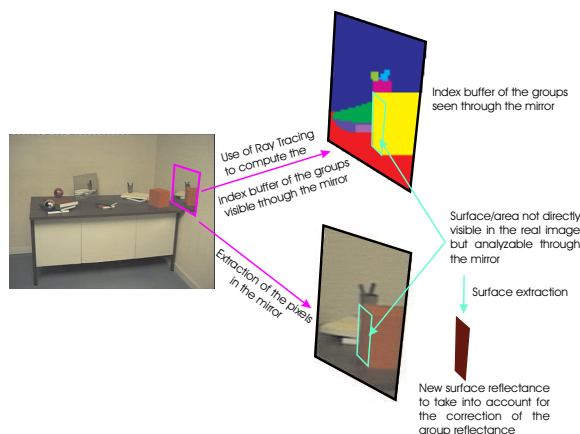 Index buffer of the groups
seen through the mirror
Use of Ray Tracing
to compute the
index buffer of the groups
visible trhough the mirror
Surface/area not directly
visible in the real image
but analyzable through
the mirror
Extraction of the pixels
in the mirror
Surface extraction
New surface reflectance
to take into account for
the correction of the
group reflectance